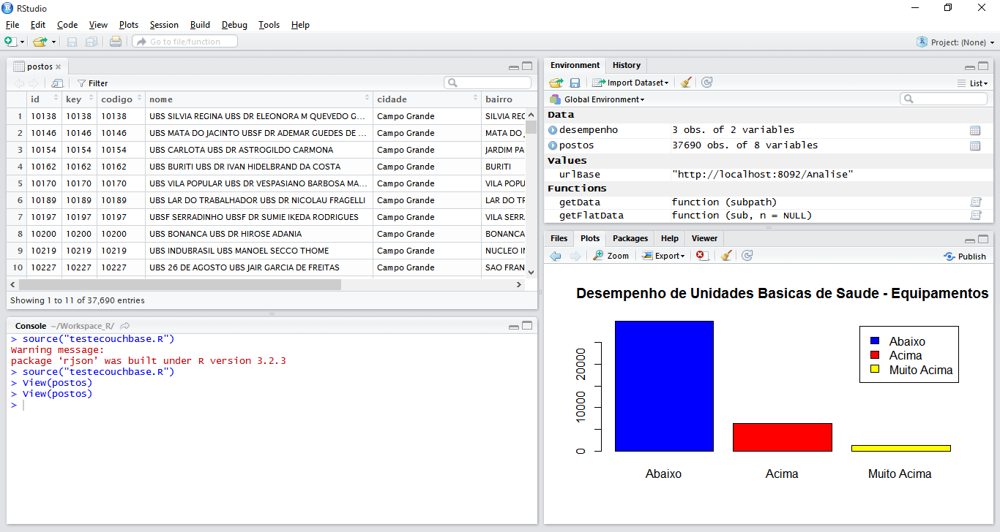 RStudio
File Edit Code View Plots Session Build Debug Tools Help
Go to file/function
Project: (None)
postos
Filter
id key codigo nome cidade bairro
1 10138 10138 10138 UBS SILVIA REGINA UBS DR ELEONORA M QUEVEDO G... Campo Grande SILVIA REG
2 10146 10146 10146 UBS MATA DO JACINTO UBSF DR ADEMAR GUEDES DE ... Campo Grande MATA DO J
3 10154 10154 10154 UBS CARLOTA UBS DR ASTROGILDO CARMONA Campo Grande JARDIM PA
4 10162 10162 10162 UBS BURITI UBS DR IVAN HIDELBRAND DA COSTA Campo Grande BURITI
5 10170 10170 10170 UBS VILA POPULAR UBS DR VESPASIANO BARBOSA MA... Campo Grande VILA POPU
6 10189 10189 10189 UBS LAR DO TRABALHADOR UBS DR NICOLAU FRAGELLI Campo Grande LAR DO TR
7 10197 10197 10197 UBSF SERRADINHO UBSF DR SUMIE IKEDA RODRIGUES Campo Grande VILA SERR
8 10200 10200 10200 UBS BONANCA UBS DR HIROSE ADANIA Campo Grande BONANCA
9 10219 10219 10219 UBS INDUBRASIL UBS MANOEL SECCO THOME Campo Grande NUCLEO I
10 10227 10227 10227 UBS 26 DE AGOSTO UBS JAIR GARCIA DE FREITAS Campo Grande SAO FRAN
Showing 1 to 11 of 37,690 entries
Console ~/Workspace_R/
> source("testecouchbase.R")
Warning message:
package ‘rjson’ was built under R version 3.2.3
> source("testecouchbase.R")
> View(postos)
> View(postos)
>
Environment History
Import Dataset
List
Global Environment
Data
desempenho 3 obs. of 2 variables
postos 37690 obs. of 8 variables
Values
urlBase "http://localhost:8092/Analise"
Functions
getData function (subpath)
getFlatData function (sub, n = NULL)
Files Plots Packages Help Viewer
Zoom Export Publish
Desempenho de Unidades Basicas de Saude - Equipamentos
Abaixo
Acima
Muito Acima
20000
10000
0
Abaixo Acima Muito Acima